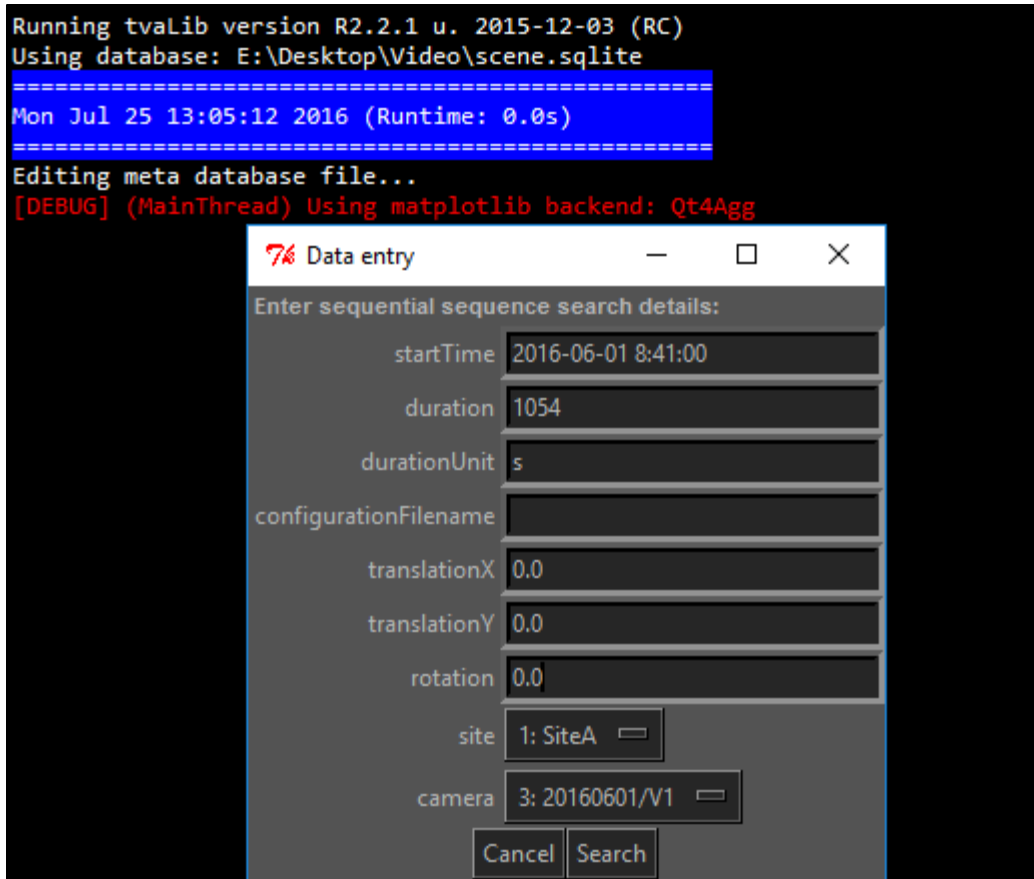 Running tvaLib version R2.2.1 u. 2015-12-03 (RC)
Using database: E:\Desktop\Video\scene.sqlite
==================================================
Mon Jul 25 13:05:12 2016 (Runtime: 0.0s)
==================================================
Editing meta database file...
[DEBUG] (MainThread) Using matplotlib backend: Qt4Agg
Data entry
Enter sequential sequence search details:
startTime 2016-06-01 8:41:00
duration 1054
durationUnit s
configurationFilename
translationX 0.0
translationY 0.0
rotation 0.0
site 1: SiteA
camera 3: 20160601/V1
Cancel Search